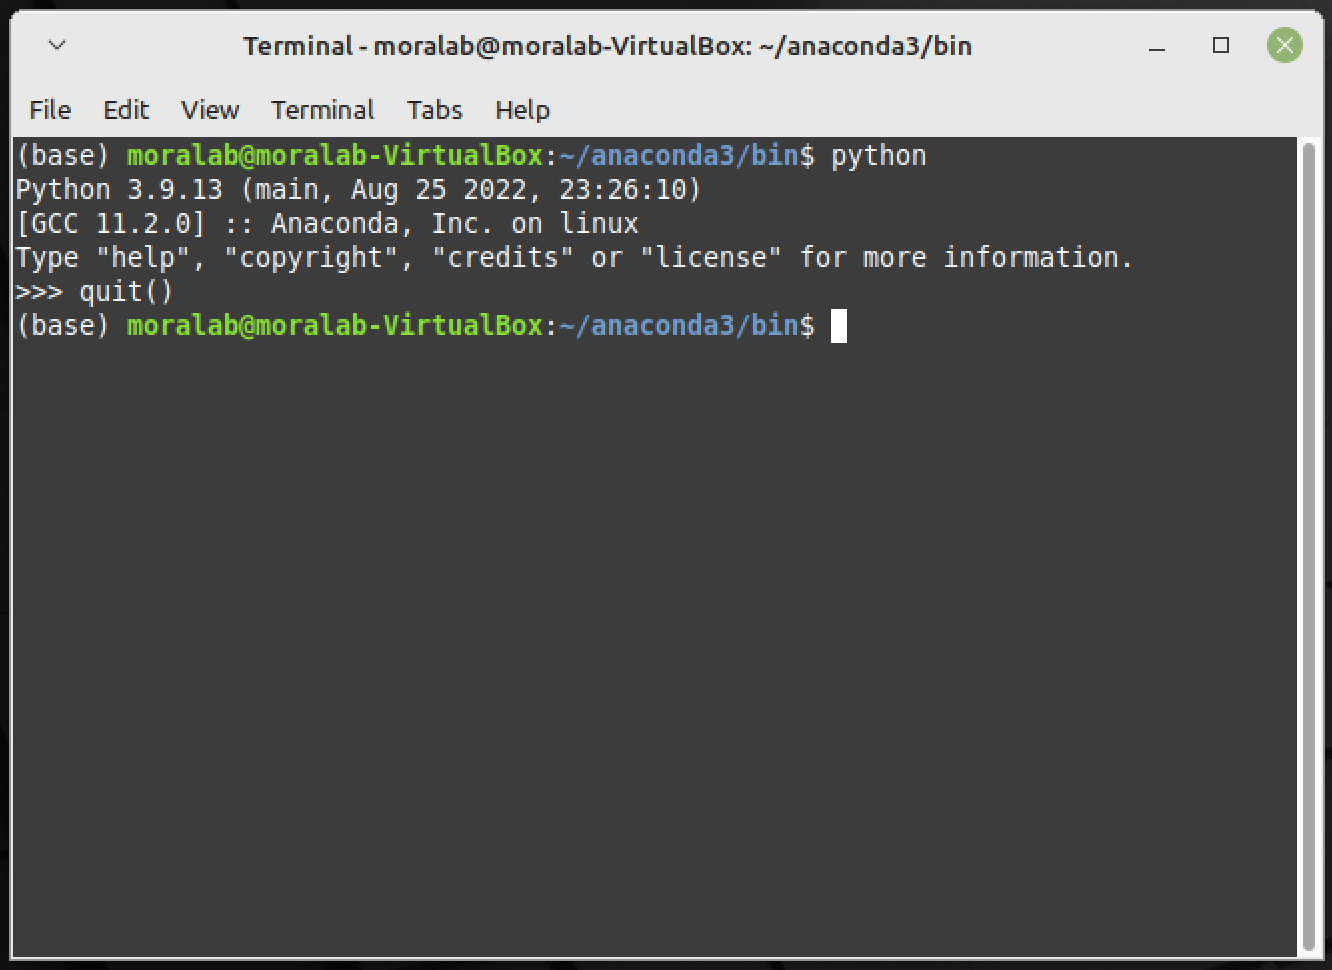 Terminal - moralab@moralab-VirtualBox: ~/anaconda3/bin
File Edit View Terminal Tabs Help
(base) moralab@moralab-VirtualBox:~/anaconda3/bin$ python
Python 3.9.13 (main, Aug 25 2022, 23:26:10)
[GCC 11.2.0] :: Anaconda, Inc. on linux
Type "help", "copyright", "credits" or "license" for more information.
>>> quit()
(base) moralab@moralab-VirtualBox:~/anaconda3/bin$